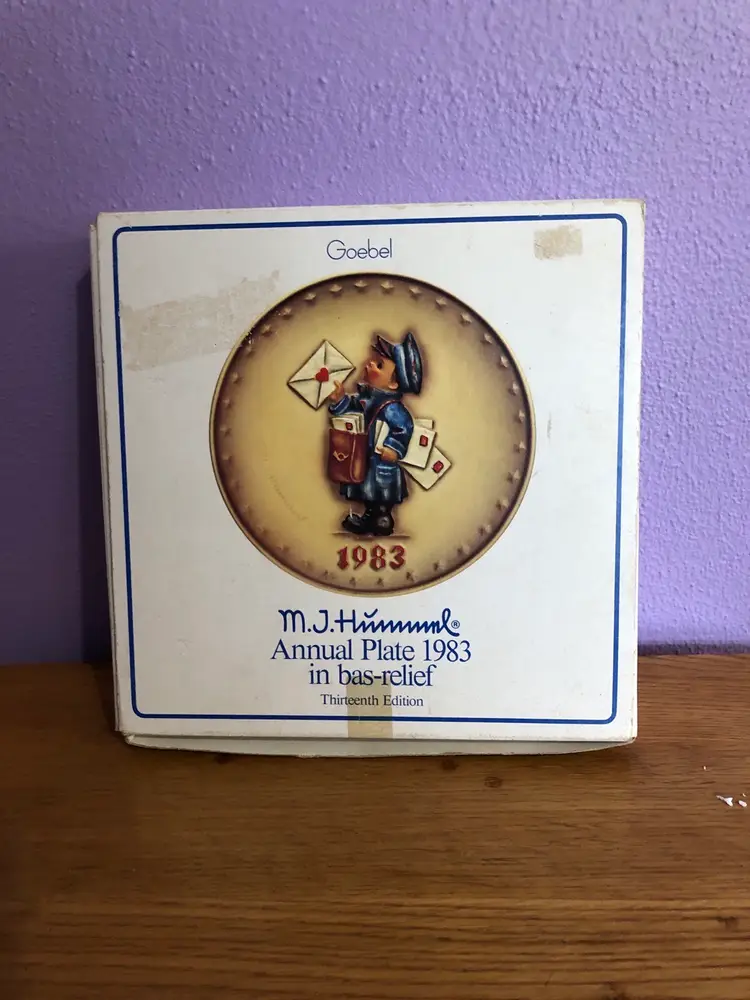 Goebel
1983
M.J.Hummel®
Annual Plate 1983
in bas-relief
Thirteenth Edition